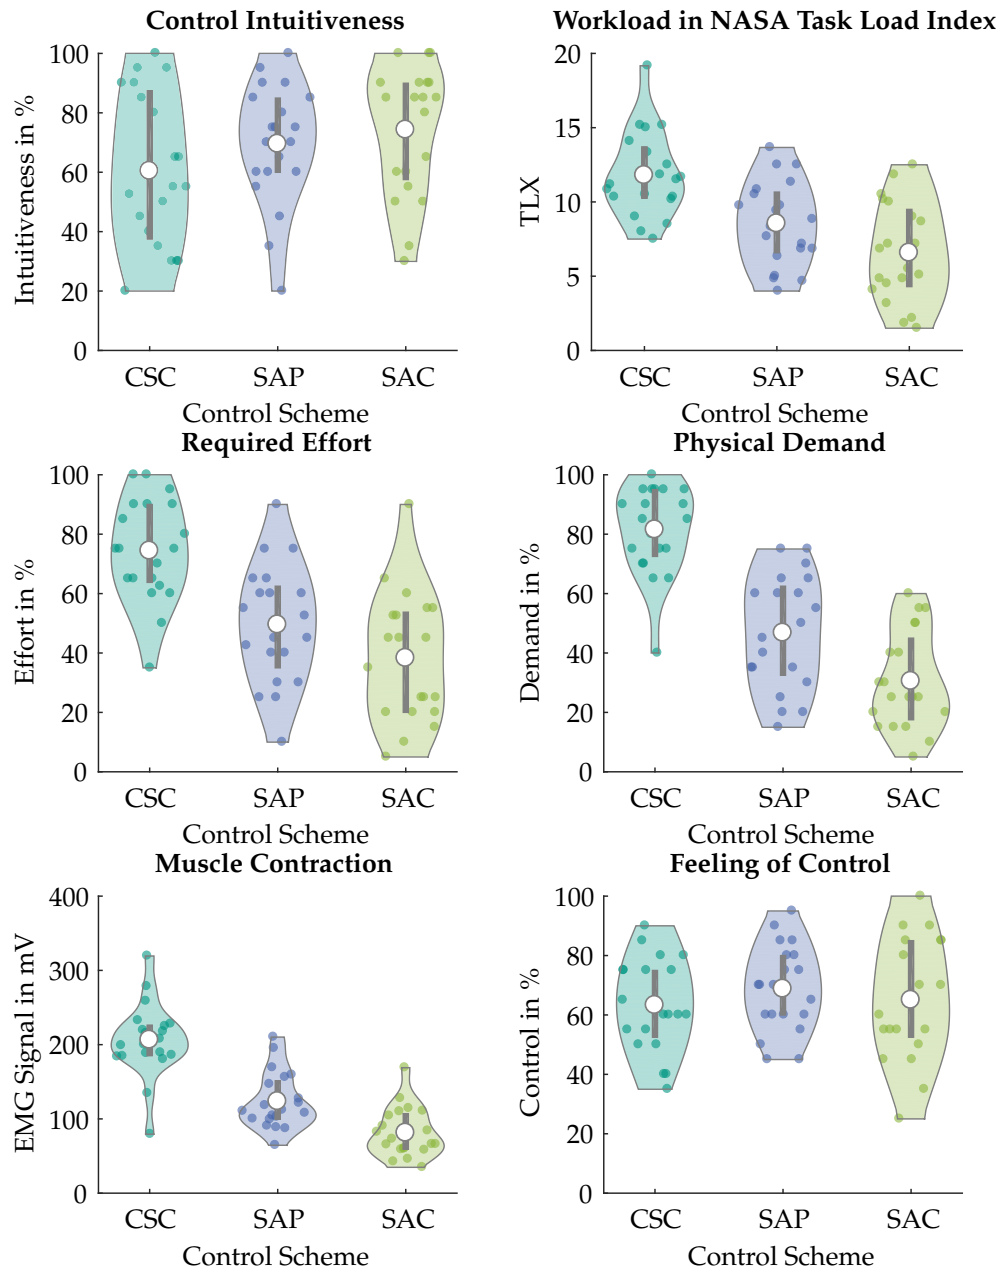 Control Intuitiveness
Workload in NASA Task Load Index
100
80
60
40
20
0
Intuitiveness in %
CSC SAP SAC
Control Scheme
20
15
10
5
0
TLX
CSC SAP SAC
Control Scheme
Required Effort
Physical Demand
100
80
60
40
20
0
Effort in %
CSC SAP SAC
Control Scheme
100
80
60
40
20
0
Demand in %
CSC SAP SAC
Control Scheme
Muscle Contraction
Feeling of Control
400
300
200
100
0
EMG Signal in mV
CSC SAP SAC
Control Scheme
100
80
60
40
20
0
Control in %
CSC SAP SAC
Control Scheme